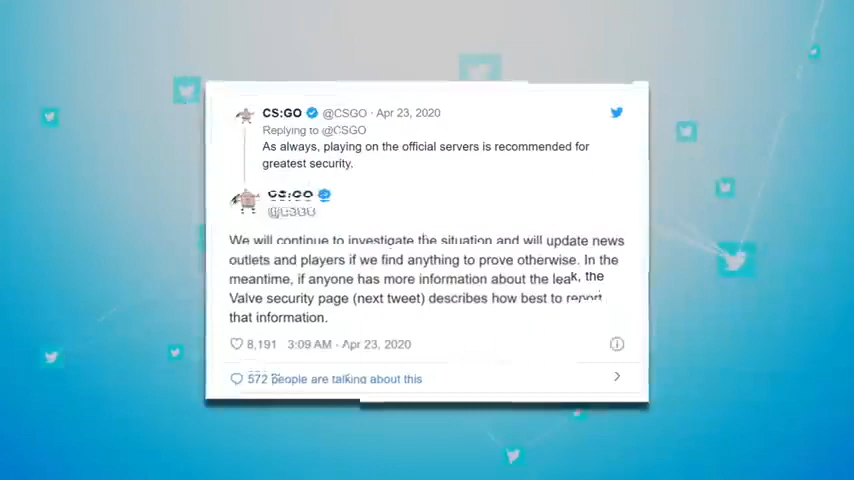 CS:GO @CSGO · Apr 23, 2020
Replying to @CSGO
As always, playing on the official servers is recommended for
greatest security.
CS:GO
@CSGO
We will continue to investigate the situation and will update news
outlets and players if we find anything to prove otherwise. In the
meantime, if anyone has more information about the leak, the
Valve security page (next tweet) describes how best to report
that information.
8,191 3:09 AM - Apr 23, 2020
572 people are talking about this